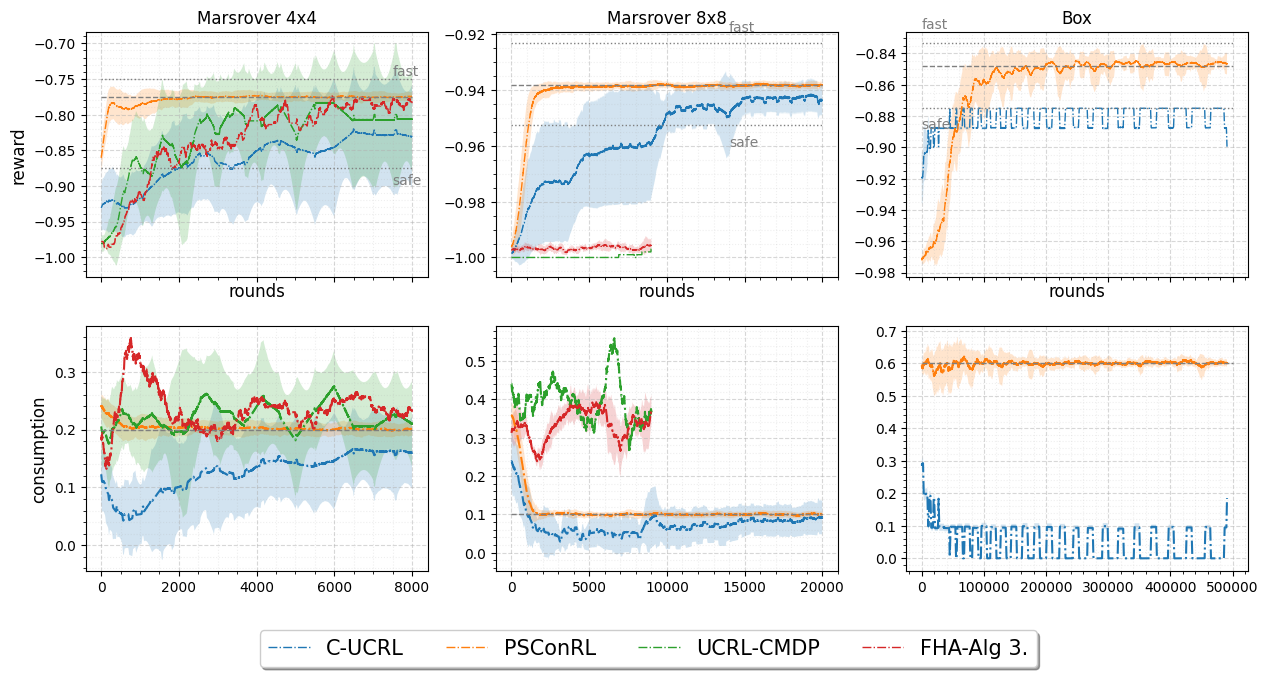 Marsrover 4x4
Marsrover 8x8
Box
reward
−0.70
−0.75
−0.80
−0.85
−0.90
−0.95
−1.00
fast
safe
−0.92
−0.94
−0.96
−0.98
−1.00
fast
safe
−0.84
−0.86
−0.88
−0.90
−0.92
−0.94
−0.96
−0.98
fast
safe
rounds
rounds
rounds
consumption
0.3
0.2
0.1
0.0
0 2000 4000 6000 8000
0.5
0.4
0.3
0.2
0.1
0.0
0 5000 10000 15000 20000
0.7
0.6
0.5
0.4
0.3
0.2
0.1
0.0
0 100000 200000 300000 400000 500000
C-UCRL PSConRL UCRL-CMDP FHA-Alg 3.